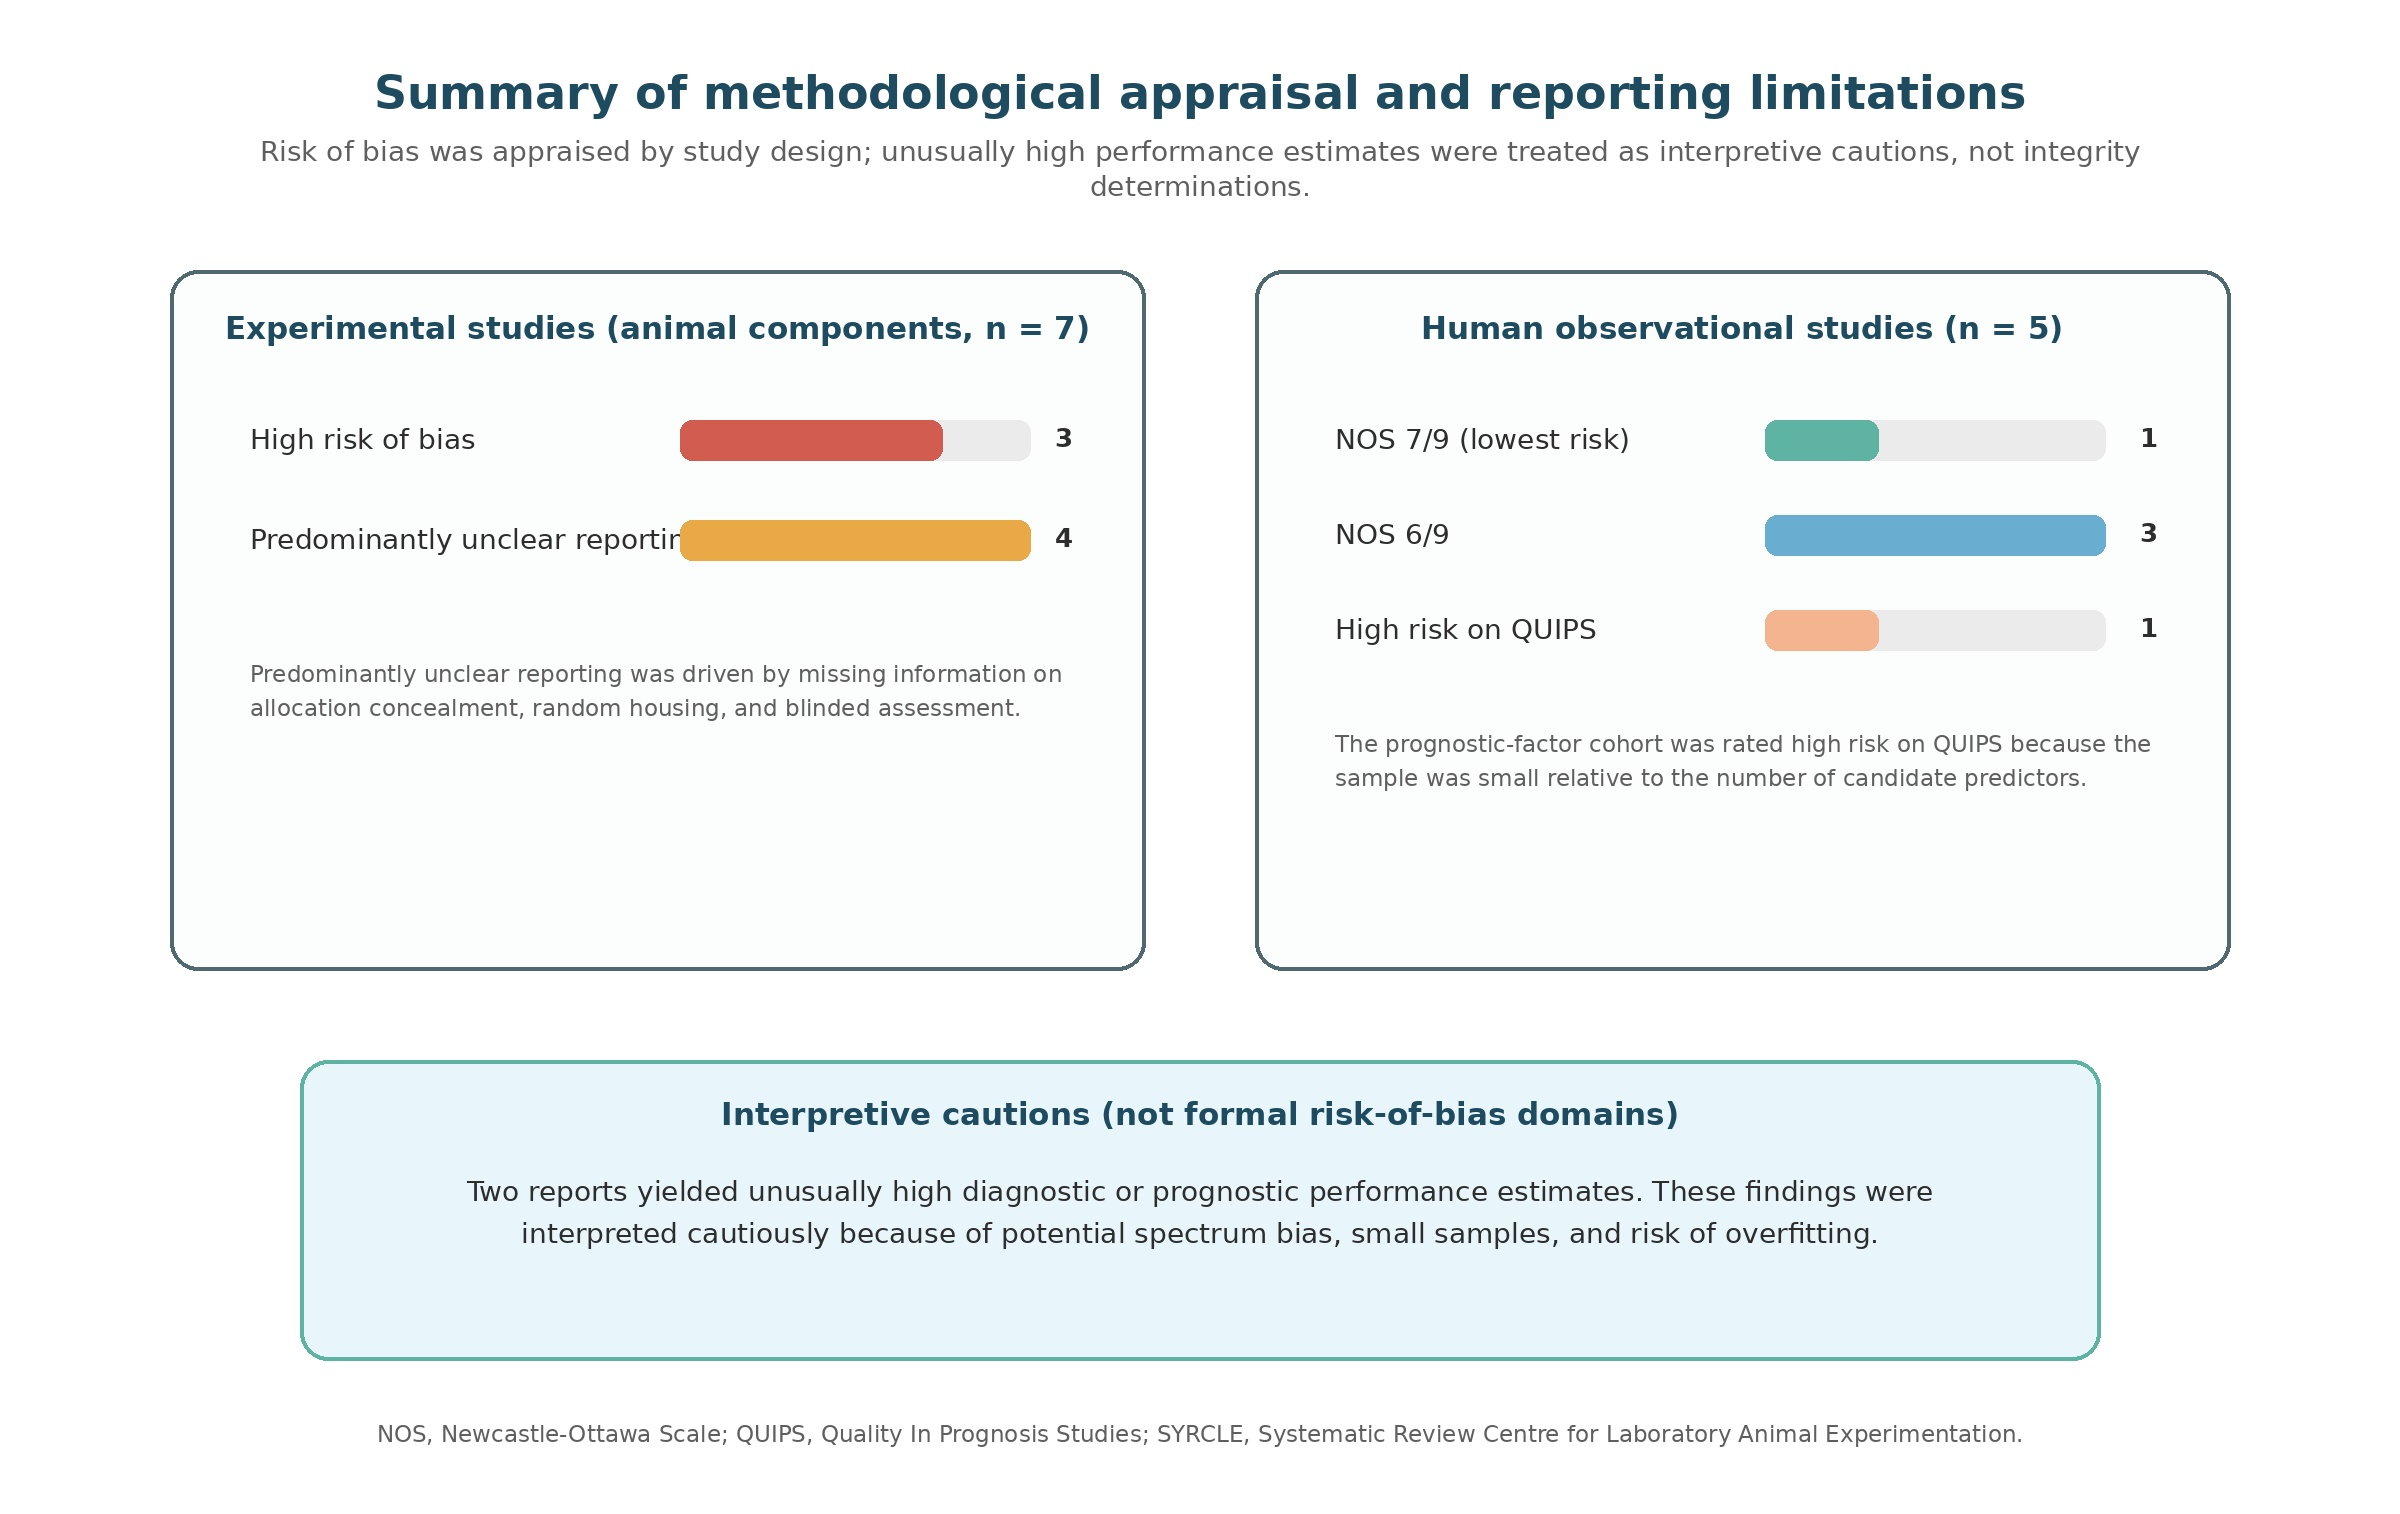 Summary of methodological appraisal and reporting limitations
Risk of bias was appraised by study design; unusually high performance estimates were treated as interpretive cautions, not integrity
determinations.
Experimental studies (animal components, n = 7)
High risk of bias
3
Predominantly unclear reportin
4
Predominantly unclear reporting was driven by missing information on
allocation concealment, random housing, and blinded assessment.
Human observational studies (n = 5)
NOS 7/9 (lowest risk)
1
NOS 6/9
3
High risk on QUIPS
1
The prognostic-factor cohort was rated high risk on QUIPS because the
sample was small relative to the number of candidate predictors.
Interpretive cautions (not formal risk-of-bias domains)
Two reports yielded unusually high diagnostic or prognostic performance estimates. These findings were
interpreted cautiously because of potential spectrum bias, small samples, and risk of overfitting.
NOS, Newcastle-Ottawa Scale; QUIPS, Quality In Prognosis Studies; SYRCLE, Systematic Review Centre for Laboratory Animal Experimentation.